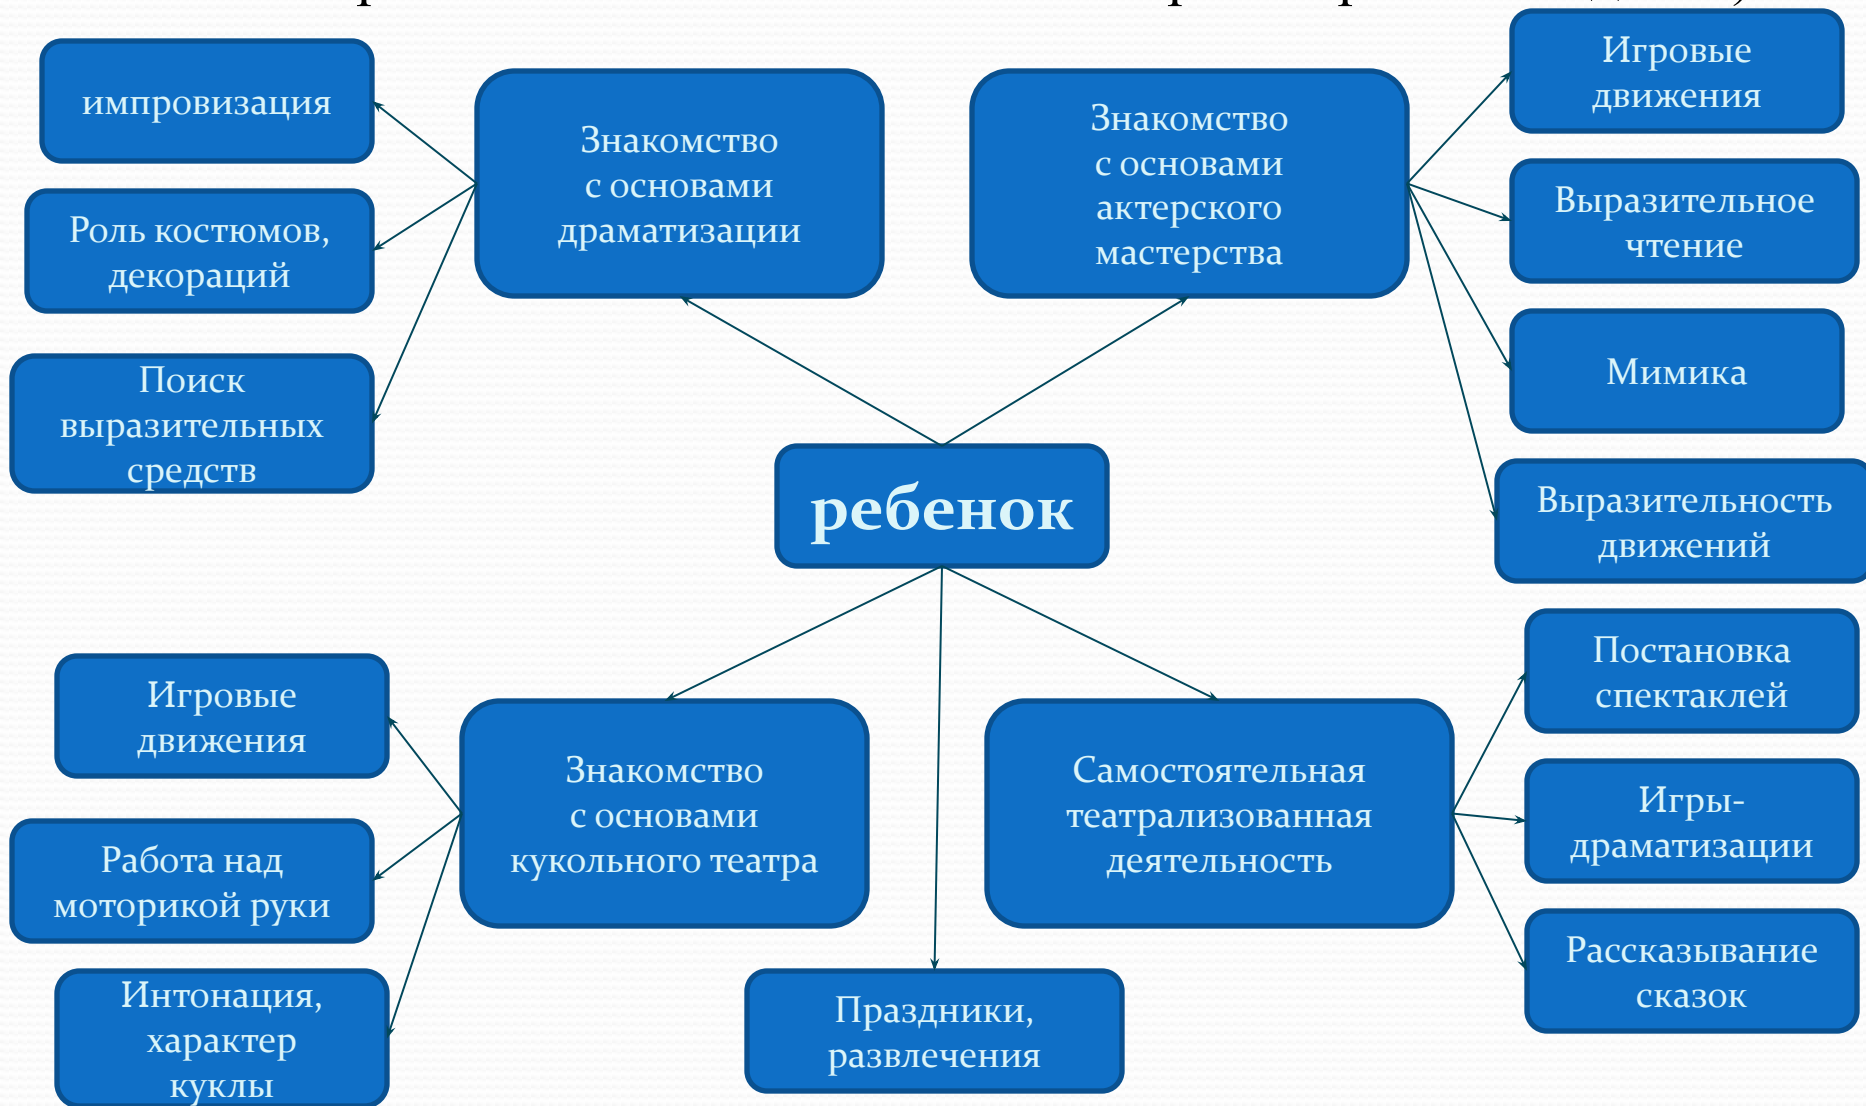 импровизация
Роль костюмов,
декораций
Поиск
выразительных
средств
Знакомство
с основами
драматизации
Знакомство
с основами
актерского
мастерства
Игровые
движения
Выразительное
чтение
Мимика
Выразительность
движений
ребенок
Игровые
движения
Работа над
моторикой руки
Интонация,
характер
куклы
Знакомство
с основами
кукольного театра
Праздники,
развлечения
Самостоятельная
театрализованная
деятельность
Постановка
спектаклей
Игры-
драматизации
Рассказывание
сказок